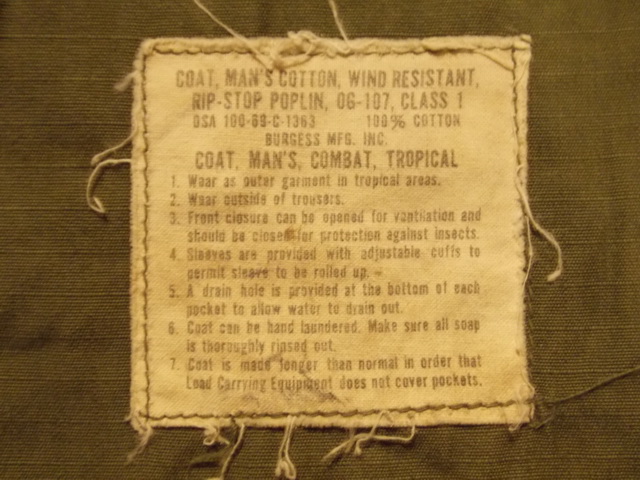 COAT, MAN'S COTTON, WIND RESISTANT,
RIP-STOP POPLIN, OG-107, CLASS 1
DSA 100-69-C-1363 100% COTTON
BURGESS MFG. INC.
COAT, MAN'S, COMBAT, TROPICAL
1. Wear as outer garment in tropical areas.
2. Wear outside of trousers.
3. Front closure can be opened for ventilation and
should be closed for protection against insects.
4. Sleeves are provided with adjustable cuffs to
permit sleave to be rolled up.
5. A drain hole is provided at the bottom of each
pocket to allow water to drain out.
6. Coat can be hand laundered. Make sure all soap
is thoroughly rinsed out.
7. Coat is made longer than normal in order that
Load Carrying Equipment does not cover pockets.